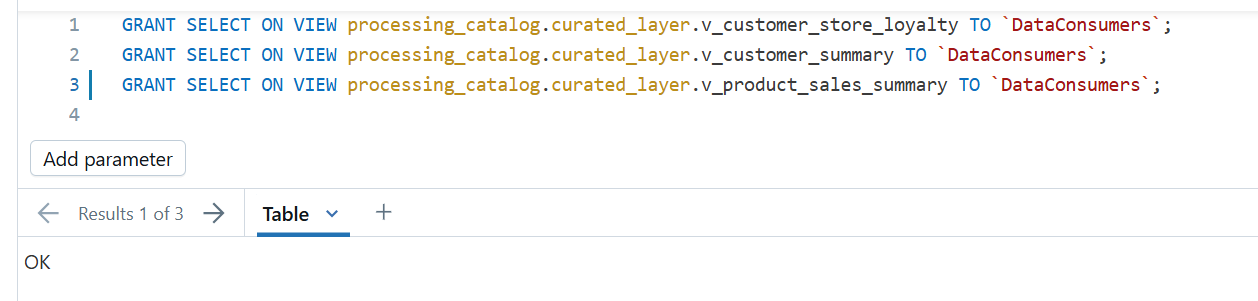 1 GRANT SELECT ON VIEW processing_catalog.curated_layer.v_customer_store_loyalty TO `DataConsumers`;
2 GRANT SELECT ON VIEW processing_catalog.curated_layer.v_customer_summary TO `DataConsumers`;
3 GRANT SELECT ON VIEW processing_catalog.curated_layer.v_product_sales_summary TO `DataConsumers`;
4
Add parameter
Results 1 of 3 Table
OK